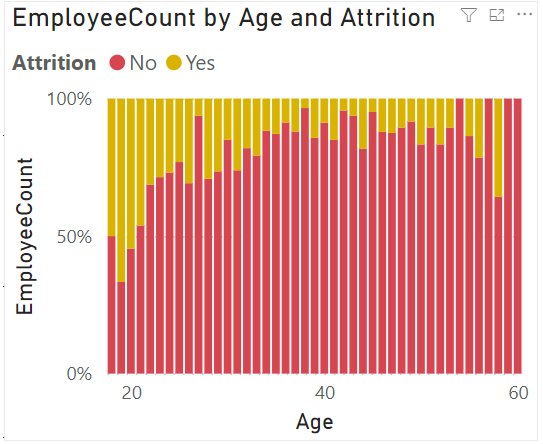 EmployeeCount by Age and Attrition
Attrition No Yes
100%
50%
0%
EmployeeCount
20 40 60
Age